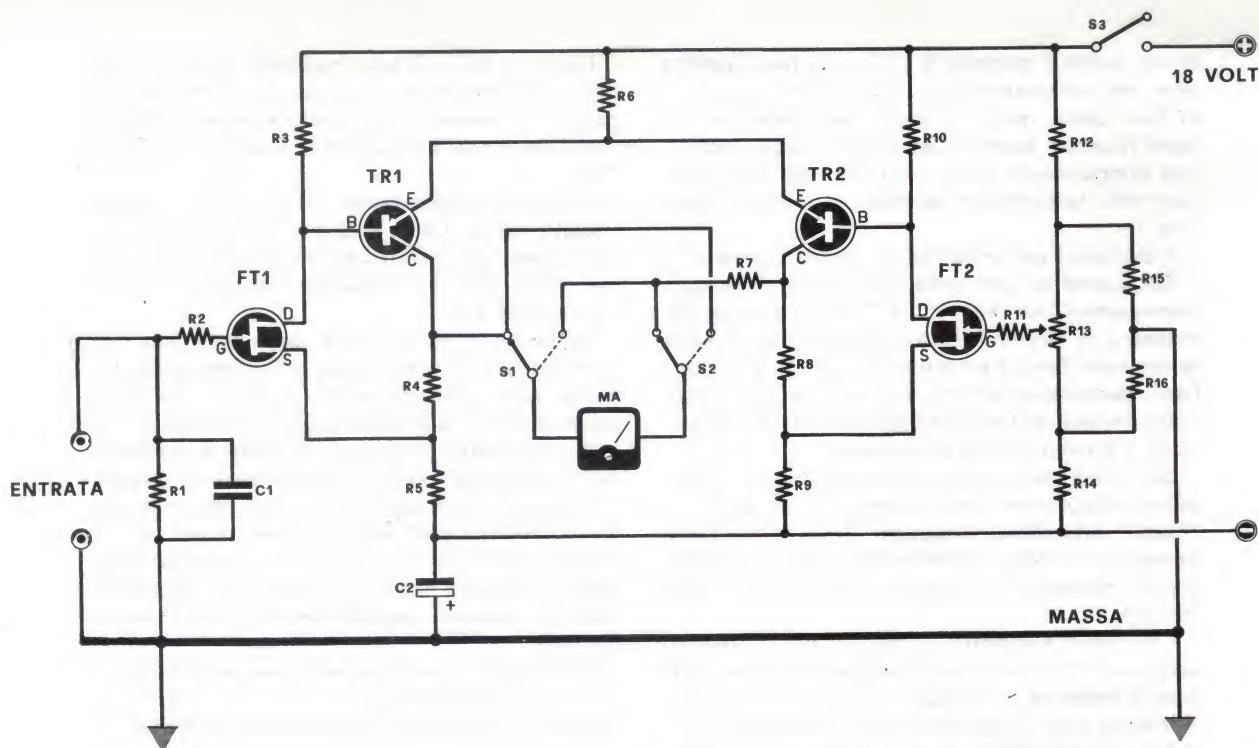 S3
18 VOLT
R3
R6
R10
R12
TR1
TR2
B
E
C
E
C
B
FT1
FT2
R2
G
D
S
R7
D
S
G
R11
R13
R15
R16
S1
S2
MA
R4
R8
ENTRATA
R1
C1
R5
R9
R14
C2
+
MASSA